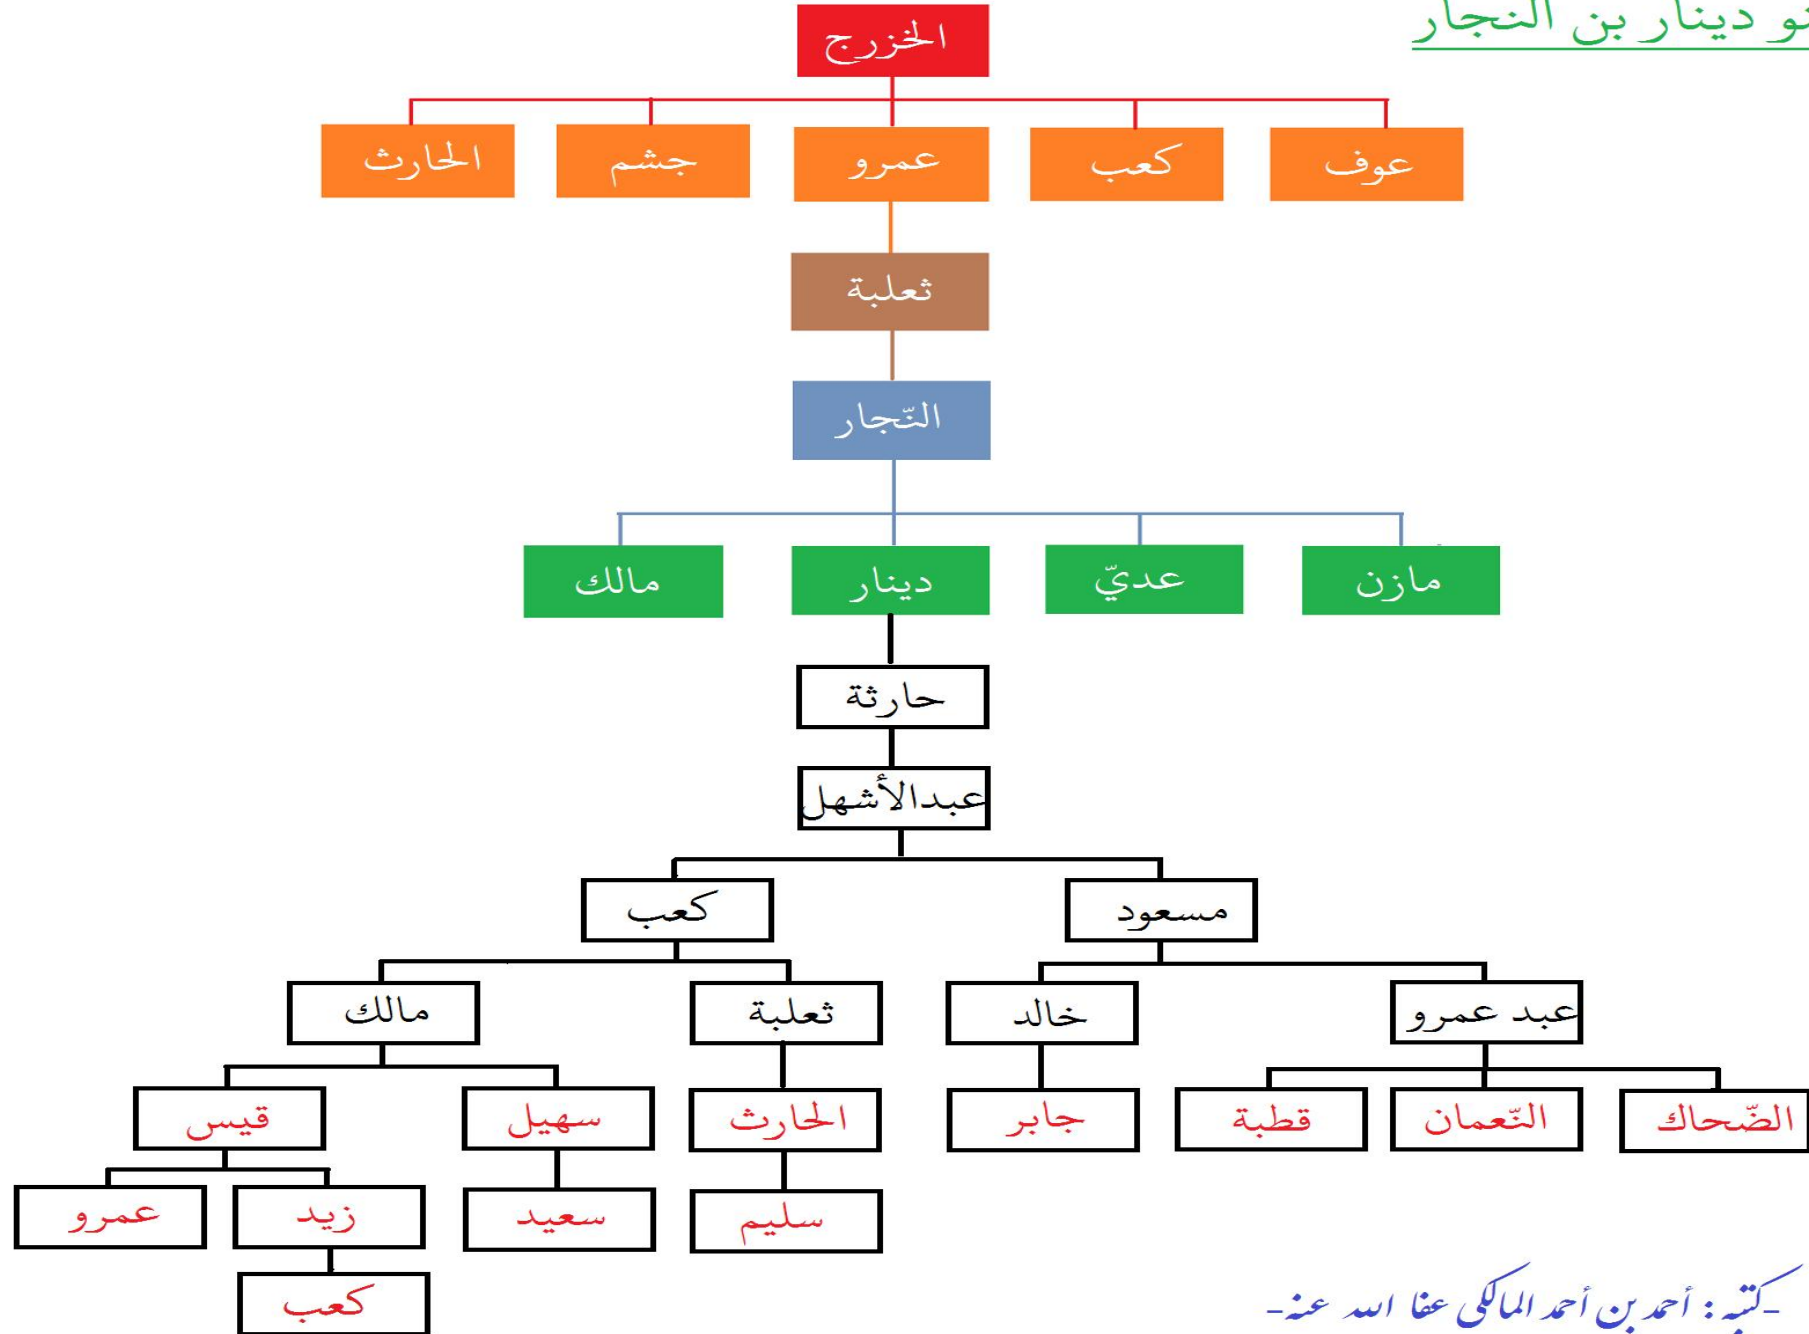 نو دينار بن النجار
الخزرج
عوف كعب عمرو جشم الحارث
ثعلبة
النّجار
مازن عديّ دينار مالك
حارثة
عبدالأشهل
مسعود كعب
عبد عمرو خالد ثعلبة مالك
الضّحاك النّعمان قطبة جابر الحارث سهيل قيس
سليم سعيد زيد عمرو
كعب
-كتبه : أحمد بن أحمد المالكي عفا الله عنه-